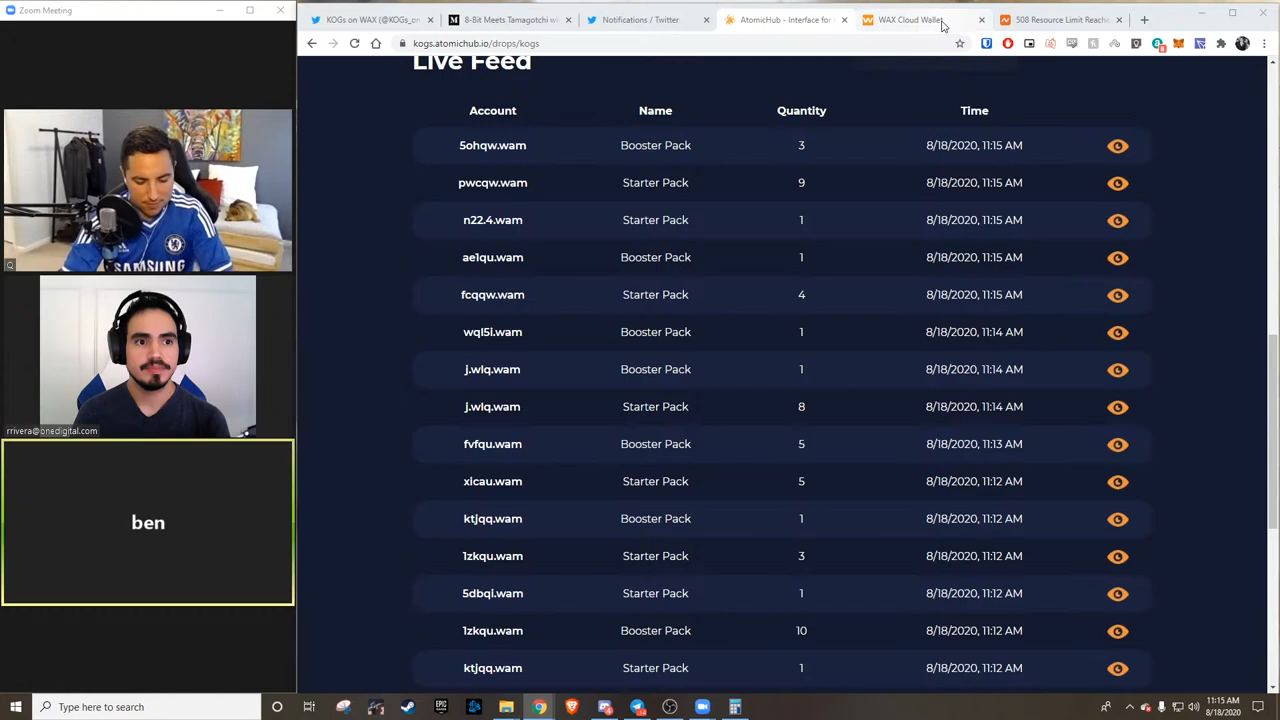 Zoom Meeting
KOGs on WAX (@KOGs_on
8-Bit Meets Tamagotchi wi
Notifications / Twitter
AtomicHub - Interface for
WAX Cloud Wallet
508 Resource Limit Reache
kogs.atomichub.io/drops/kogs
Live Feed
Account Name Quantity Time
5ohqw.wam Booster Pack 3 8/18/2020, 11:15 AM
pwcqw.wam Starter Pack 9 8/18/2020, 11:15 AM
n22.4.wam Starter Pack 1 8/18/2020, 11:15 AM
ae1qu.wam Booster Pack 1 8/18/2020, 11:15 AM
fcqqw.wam Starter Pack 4 8/18/2020, 11:15 AM
wql5i.wam Booster Pack 1 8/18/2020, 11:14 AM
j.wlq.wam Booster Pack 1 8/18/2020, 11:14 AM
j.wlq.wam Starter Pack 8 8/18/2020, 11:14 AM
fvfqu.wam Booster Pack 5 8/18/2020, 11:13 AM
xicau.wam Starter Pack 5 8/18/2020, 11:12 AM
ktjqq.wam Booster Pack 1 8/18/2020, 11:12 AM
1zkqu.wam Starter Pack 3 8/18/2020, 11:12 AM
5dbqi.wam Starter Pack 1 8/18/2020, 11:12 AM
1zkqu.wam Booster Pack 10 8/18/2020, 11:12 AM
ktjqq.wam Starter Pack 1 8/18/2020, 11:12 AM
SAMSUNG
Q
rrivera@onedigital.com
ben
Type here to search
EPIC
GAMES
11:15 AM
8/18/2020